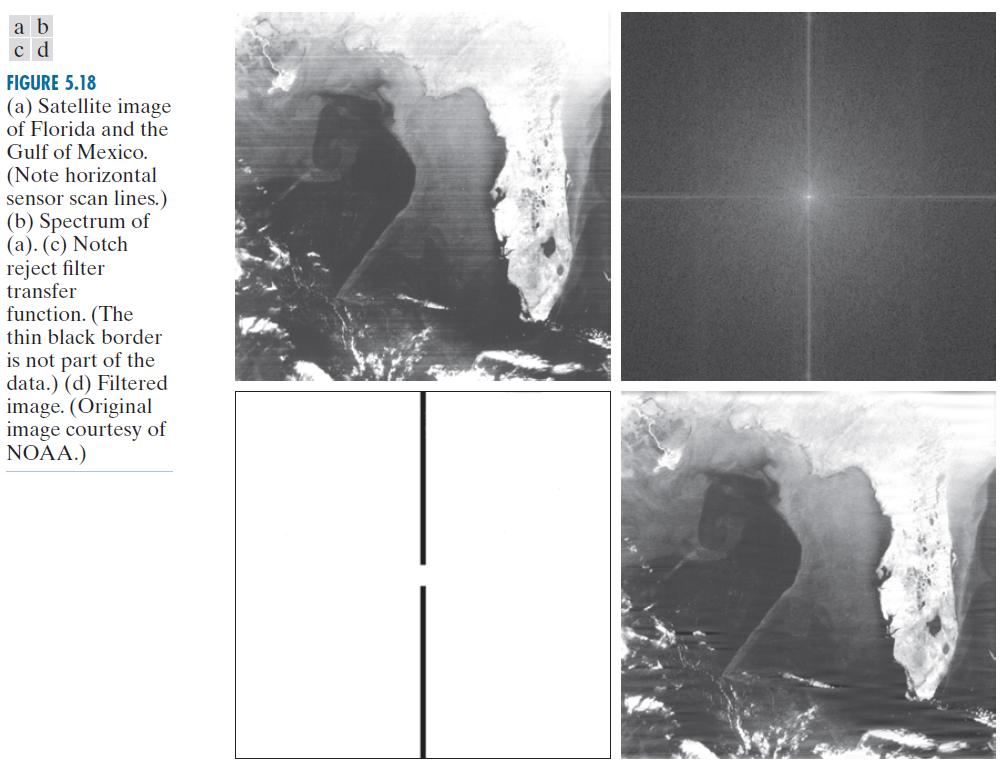 a b
c d
FIGURE 5.18
(a) Satellite image
of Florida and the
Gulf of Mexico.
(Note horizontal
sensor scan lines.)
(b) Spectrum of
(a). (c) Notch
reject filter
transfer
function. (The
thin black border
is not part of the
data.) (d) Filtered
image. (Original
image courtesy of
NOAA.)